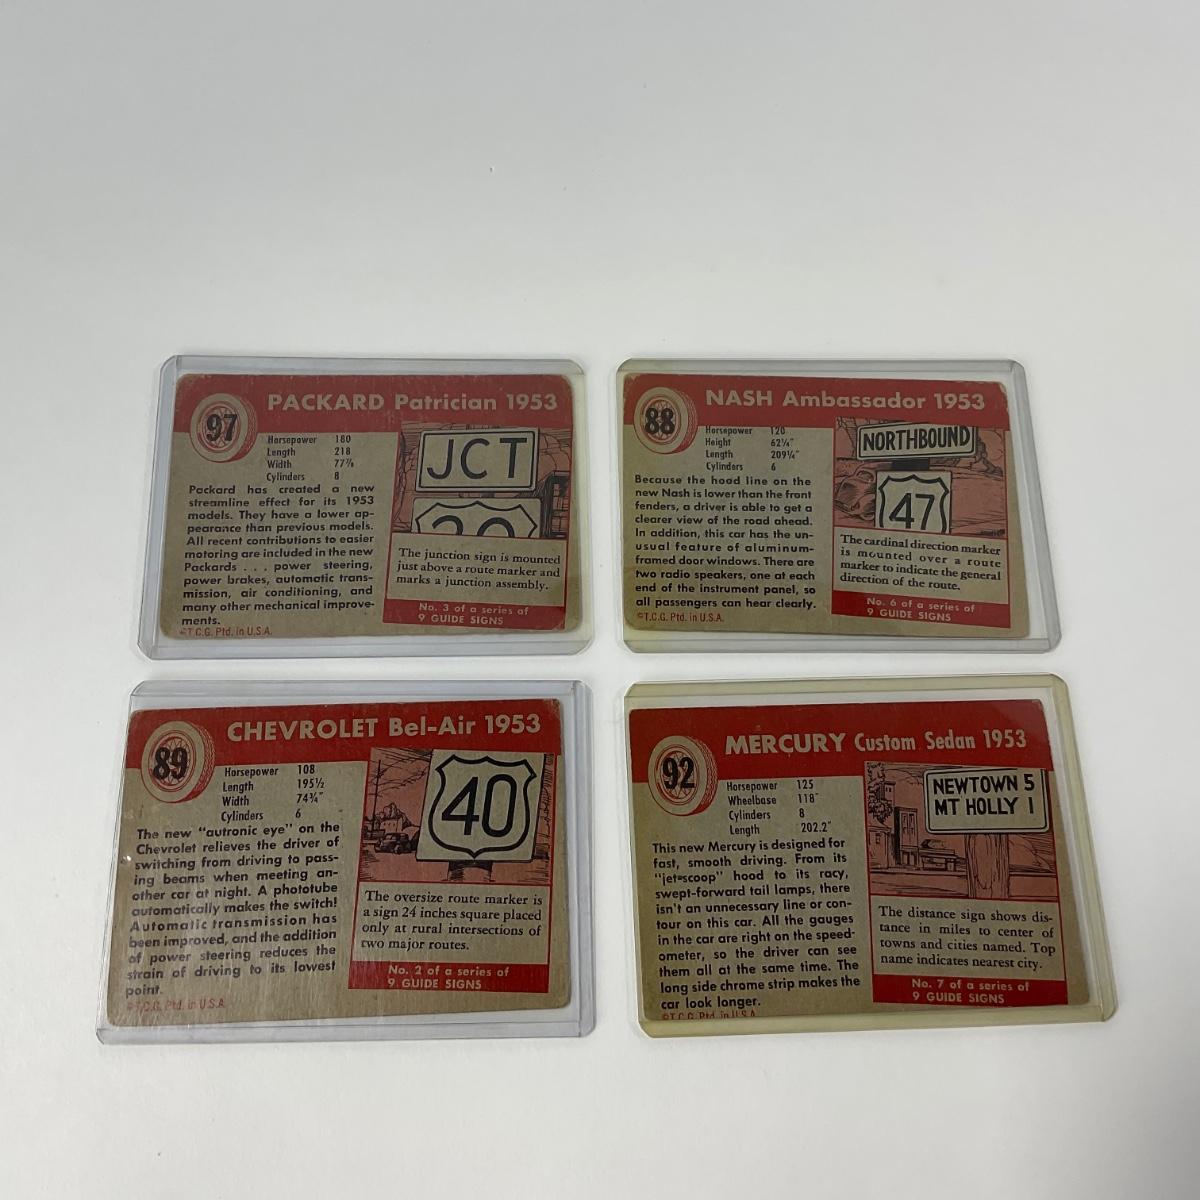 97
PACKARD Patrician 1953
Horsepower 180
Length 218
Width 77⅞
Cylinders 8
Packard has created a new
streamline effect for its 1953
models. They have a lower ap-
pearance than previous models.
All recent contributions to easier
motoring are included in the new
Packards . . . power steering,
power brakes, automatic trans-
mission, air conditioning, and
many other mechanical improve-
ments.
©T.C.G. Ptd. in U.S.A.
JCT
The junction sign is mounted
just above a route marker and
marks a junction assembly.
No. 3 of a series of
9 GUIDE SIGNS
88
NASH Ambassador 1953
Horsepower 120
Height 62¼"
Length 209¼"
Cylinders 6
Because the hood line on the
new Nash is lower than the front
fenders, a driver is able to get a
clearer view of the road ahead.
In addition, this car has the un-
usual feature of aluminum-
framed door windows. There are
two radio speakers, one at each
end of the instrument panel, so
all passengers can hear clearly.
©T.C.G. Ptd. in U.S.A.
NORTHBOUND
47
The cardinal direction marker
is mounted over a route
marker to indicate the general
direction of the route.
No. 6 of a series of
9 GUIDE SIGNS
89
CHEVROLET Bel-Air 1953
Horsepower 108
Length 195½
Width 74¾"
Cylinders 6
The new "autronic eye" on the
Chevrolet relieves the driver of
switching from driving to pass-
ing beams when meeting an-
other car at night. A phototube
automatically makes the switch!
Automatic transmission has
been improved, and the addition
of power steering reduces the
strain of driving to its lowest
point.
©T.C.G. Ptd. in U.S.A.
40
The oversize route marker is
a sign 24 inches square placed
only at rural intersections of
two major routes.
No. 2 of a series of
9 GUIDE SIGNS
92
MERCURY Custom Sedan 1953
Horsepower 125
Wheelbase 118"
Cylinders 8
Length 202.2"
This new Mercury is designed for
fast, smooth driving. From its
"jet-scoop" hood to its racy,
swept-forward tail lamps, there
isn't an unnecessary line or con-
tour on this car. All the gauges
in the car are right on the speed-
ometer, so the driver can see
them all at the same time. The
long side chrome strip makes the
car look longer.
©T.C.G. Ptd. in U.S.A.
NEWTOWN 5
MT HOLLY 1
The distance sign shows dis-
tance in miles to center of
towns and cities named. Top
name indicates nearest city.
No. 7 of a series of
9 GUIDE SIGNS